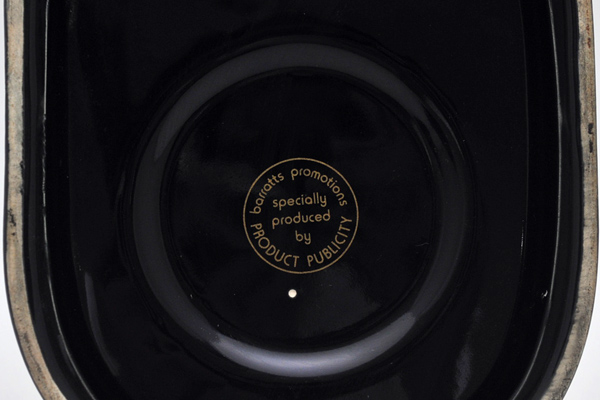 barratts promotions
specially
produced
by
PRODUCT PUBLICITY